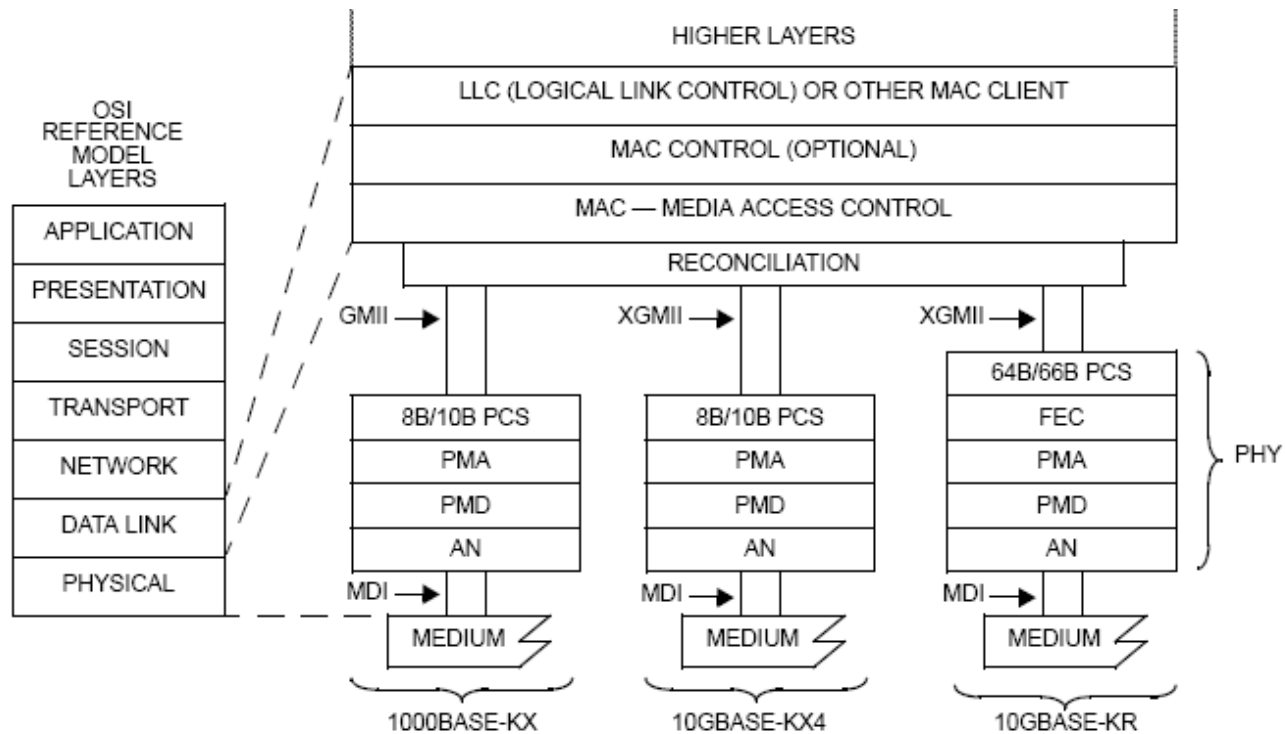 HIGHER LAYERS
LLC (LOGICAL LINK CONTROL) OR OTHER MAC CLIENT
MAC CONTROL (OPTIONAL)
MAC — MEDIA ACCESS CONTROL
RECONCILIATION
OSI
REFERENCE
MODEL
LAYERS
APPLICATION
PRESENTATION
SESSION
TRANSPORT
NETWORK
DATA LINK
PHYSICAL
GMII
8B/10B PCS
PMA
PMD
AN
MDI
MEDIUM
1000BASE-KX
XGMII
8B/10B PCS
PMA
PMD
AN
MDI
MEDIUM
10GBASE-KX4
XGMII
64B/66B PCS
FEC
PMA
PMD
AN
PHY
MDI
MEDIUM
10GBASE-KR